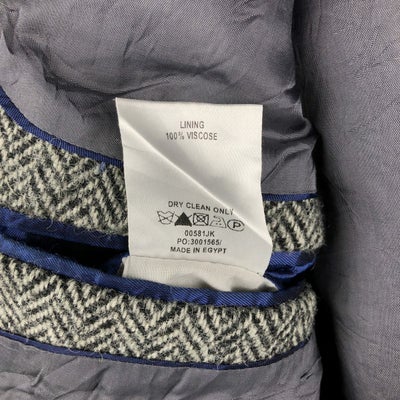 LINING
100% VISCOSE
DRY CLEAN ONLY
P
00581JK
PO:3001565/
MADE IN EGYPT